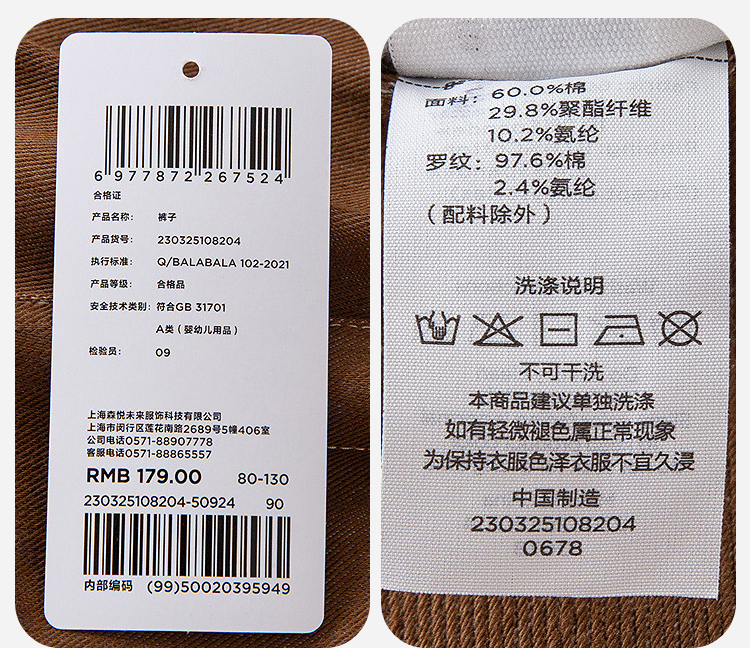 6 977872 267524
合格证
产品名称： 裤子
产品货号： 230325108204
执行标准： Q/BALABALA 102-2021
产品等级： 合格品
安全技术类别：符合GB 31701
A类（婴幼儿用品）
检验员： 09
上海森悦未来服饰科技有限公司
上海市闵行区莲花南路2689号5幢406室
公司电话0571-88907778
客服电话0571-88865557
RMB 179.00 80-130
230325108204-50924 90
内部编码 (99)50020395949
面料：60.0%棉
29.8%聚酯纤维
10.2%氨纶
罗纹：97.6%棉
2.4%氨纶
（配料除外）
洗涤说明
不可干洗
本商品建议单独洗涤
如有轻微褪色属正常现象
为保持衣服色泽衣服不宜久浸
中国制造
230325108204
0678